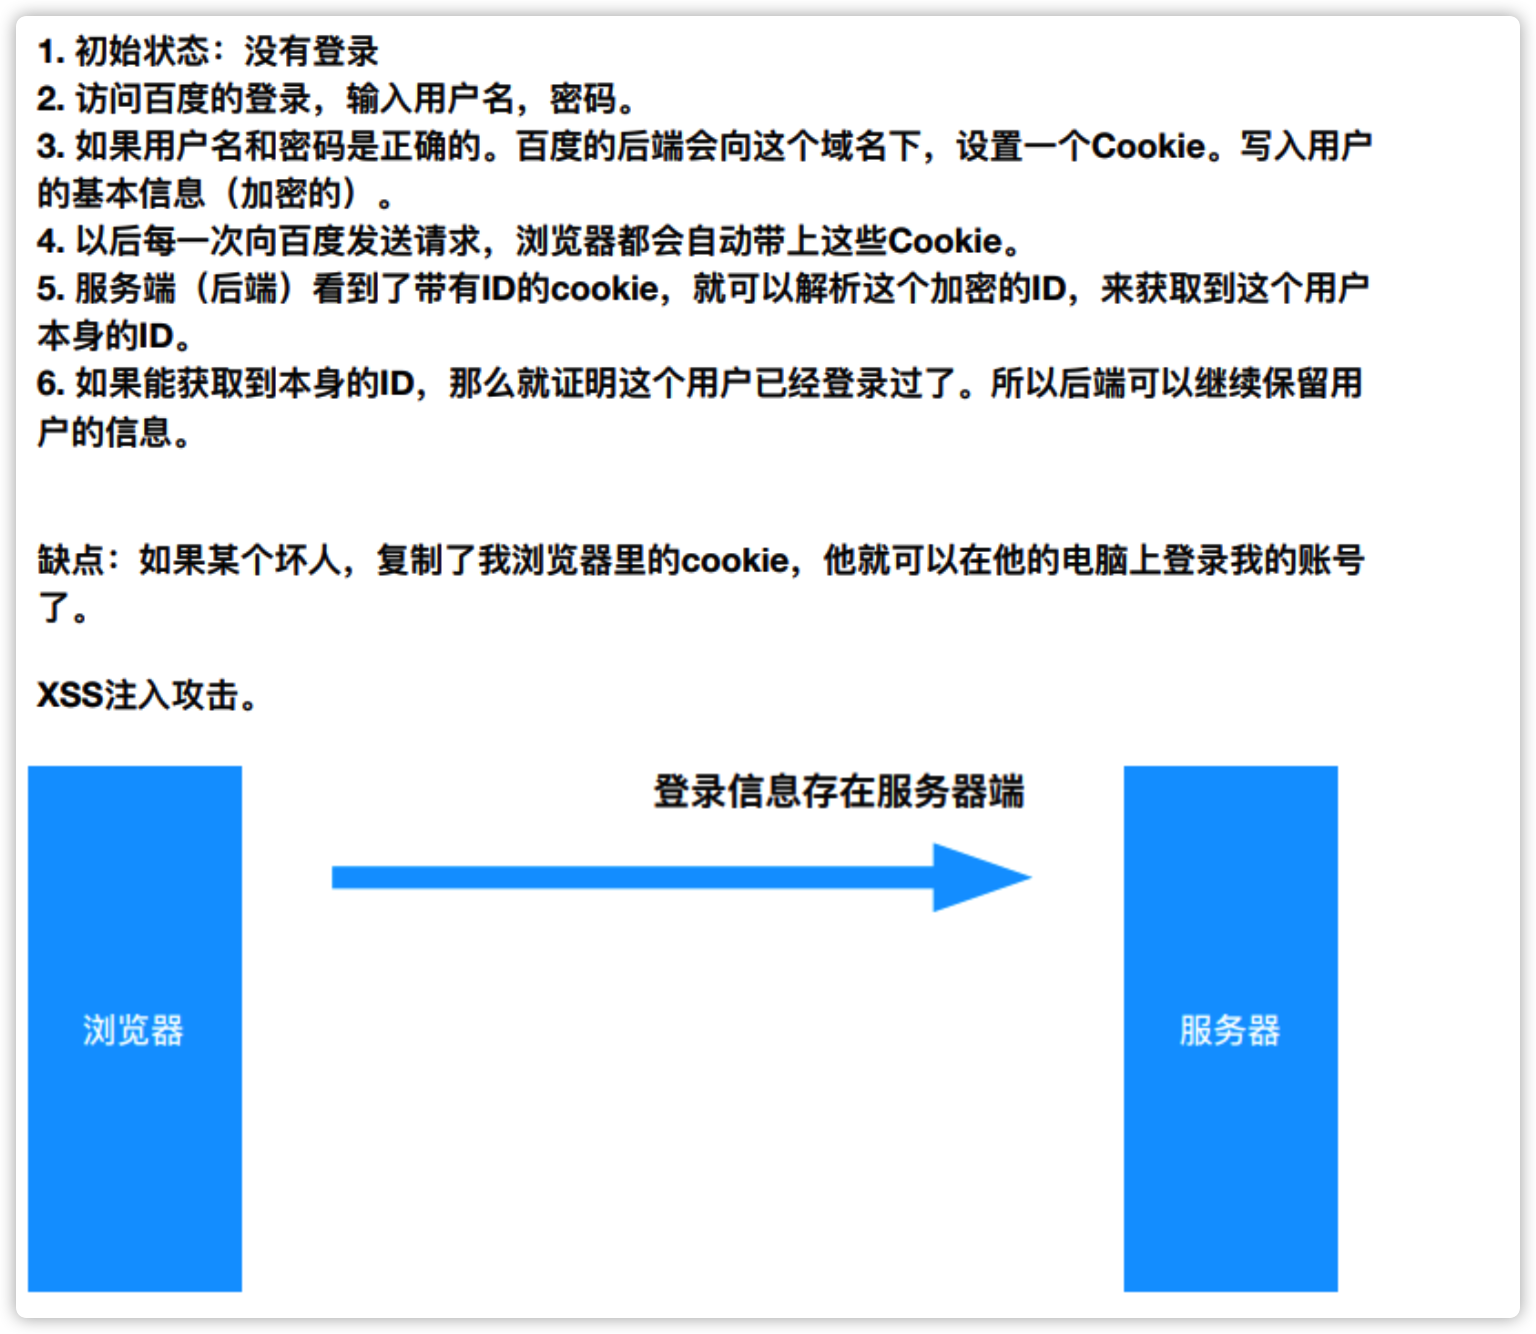 1. 初始状态：没有登录
2. 访问百度的登录，输入用户名，密码。
3. 如果用户名和密码是正确的。百度的后端会向这个域名下，设置一个Cookie。写入用户
的基本信息（加密的）。
4. 以后每一次向百度发送请求，浏览器都会自动带上这些Cookie。
5. 服务端（后端）看到了带有ID的cookie，就可以解析这个加密的ID，来获取到这个用户
本身的ID。
6. 如果能获取到本身的ID，那么就证明这个用户已经登录过了。所以后端可以继续保留用
户的信息。
缺点：如果某个坏人，复制了我浏览器里的cookie，他就可以在他的电脑上登录我的账号
了。
XSS注入攻击。
登录信息存在服务器端
浏览器
服务器